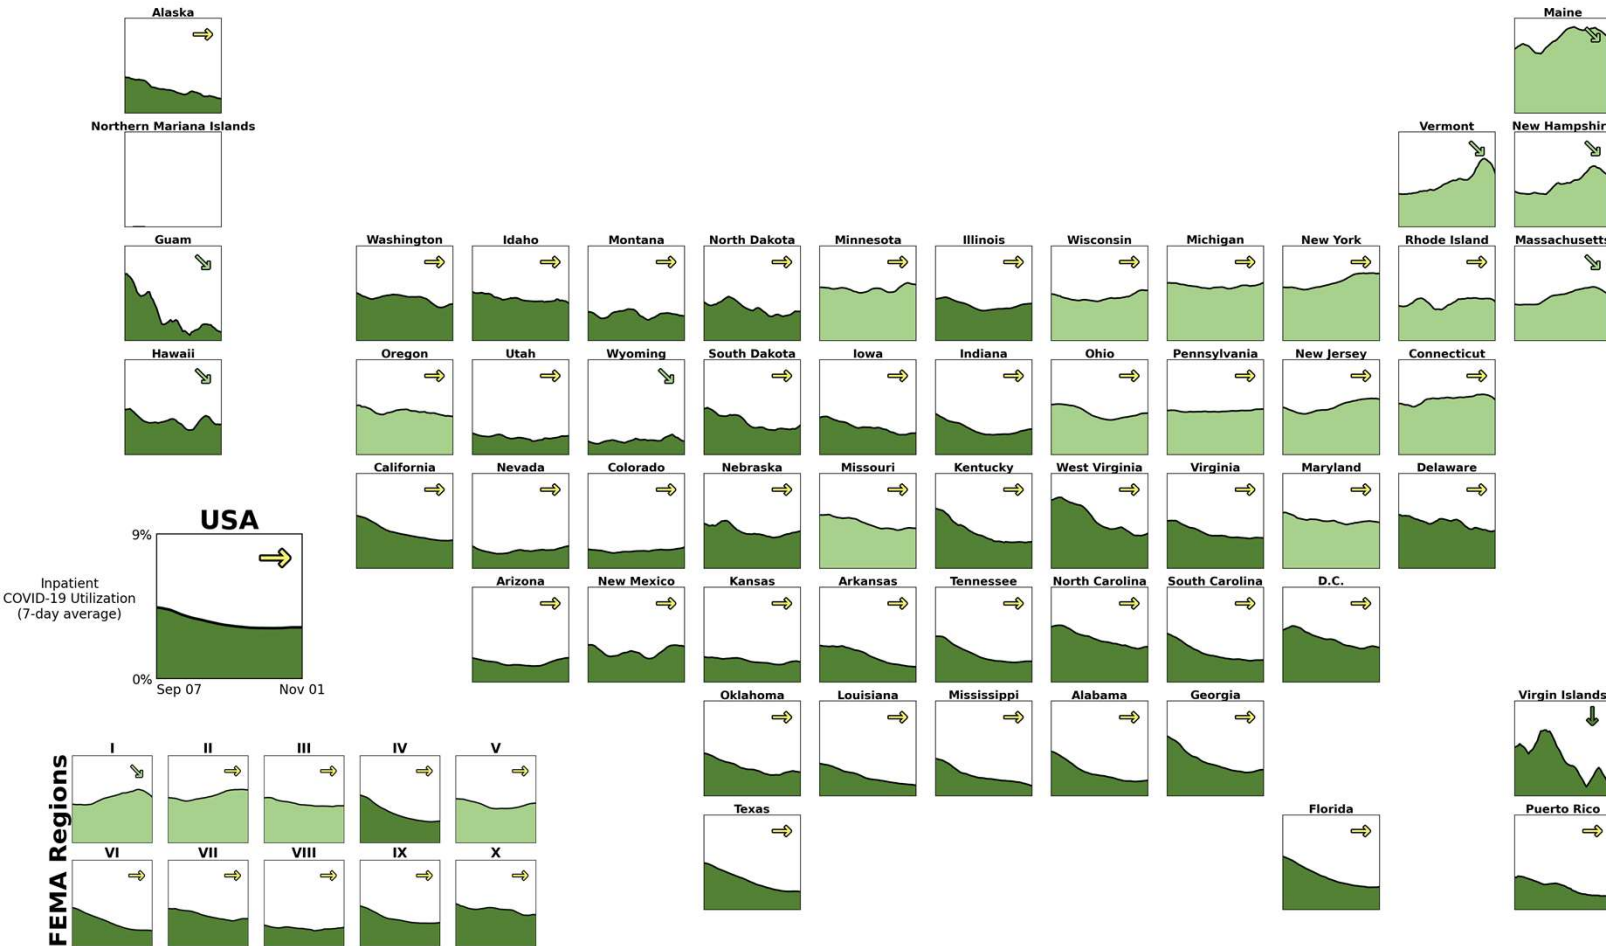 Alaska
Maine
Northern Mariana Islands
Vermont
New Hampshir
Guam
Washington
Idaho
Montana
North Dakota
Minnesota
Illinois
Wisconsin
Michigan
New York
Rhode Island
Massachusetts
Hawaii
Oregon
Utah
Wyoming
South Dakota
Iowa
Indiana
Ohio
Pennsylvania
New Jersey
Connecticut
California
Nevada
Colorado
Nebraska
Missouri
Kentucky
West Virginia
Virginia
Maryland
Delaware
USA
9%
Inpatient
COVID-19 Utilization
(7-day average)
0%
Sep 07
Nov 01
Arizona
New Mexico
Kansas
Arkansas
Tennessee
North Carolina
South Carolina
D.C.
Oklahoma
Louisiana
Mississippi
Alabama
Georgia
Virgin Islands
FEMA Regions
I
II
III
IV
V
Texas
Florida
Puerto Rico
VI
VII
VIII
IX
X